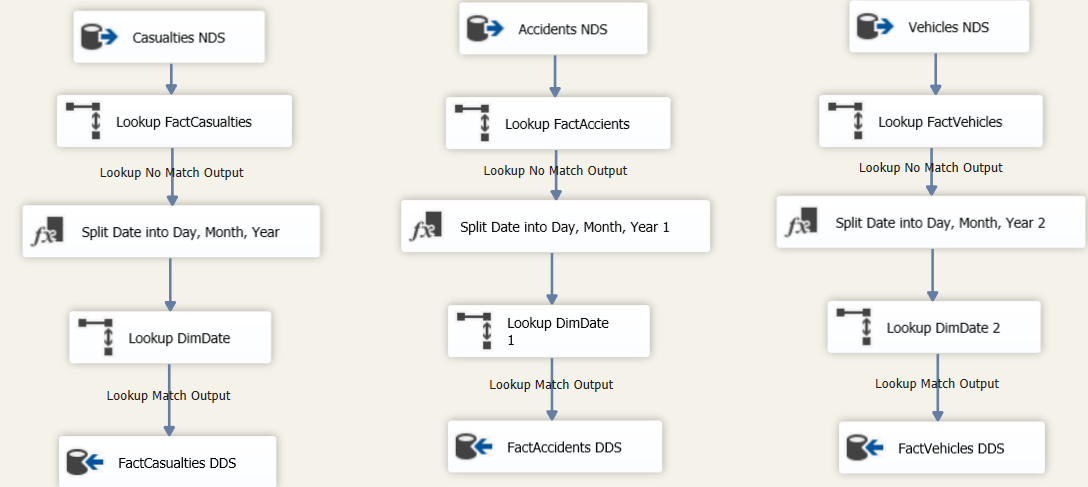 Casualties NDS
Lookup FactCasualties
Lookup No Match Output
Split Date into Day, Month, Year
Lookup DimDate
Lookup Match Output
FactCasualties DDS
Accidents NDS
Lookup FactAccients
Lookup No Match Output
Split Date into Day, Month, Year 1
Lookup DimDate
1
Lookup Match Output
FactAccidents DDS
Vehicles NDS
Lookup FactVehicles
Lookup No Match Output
Split Date into Day, Month, Year 2
Lookup DimDate 2
Lookup Match Output
FactVehicles DDS